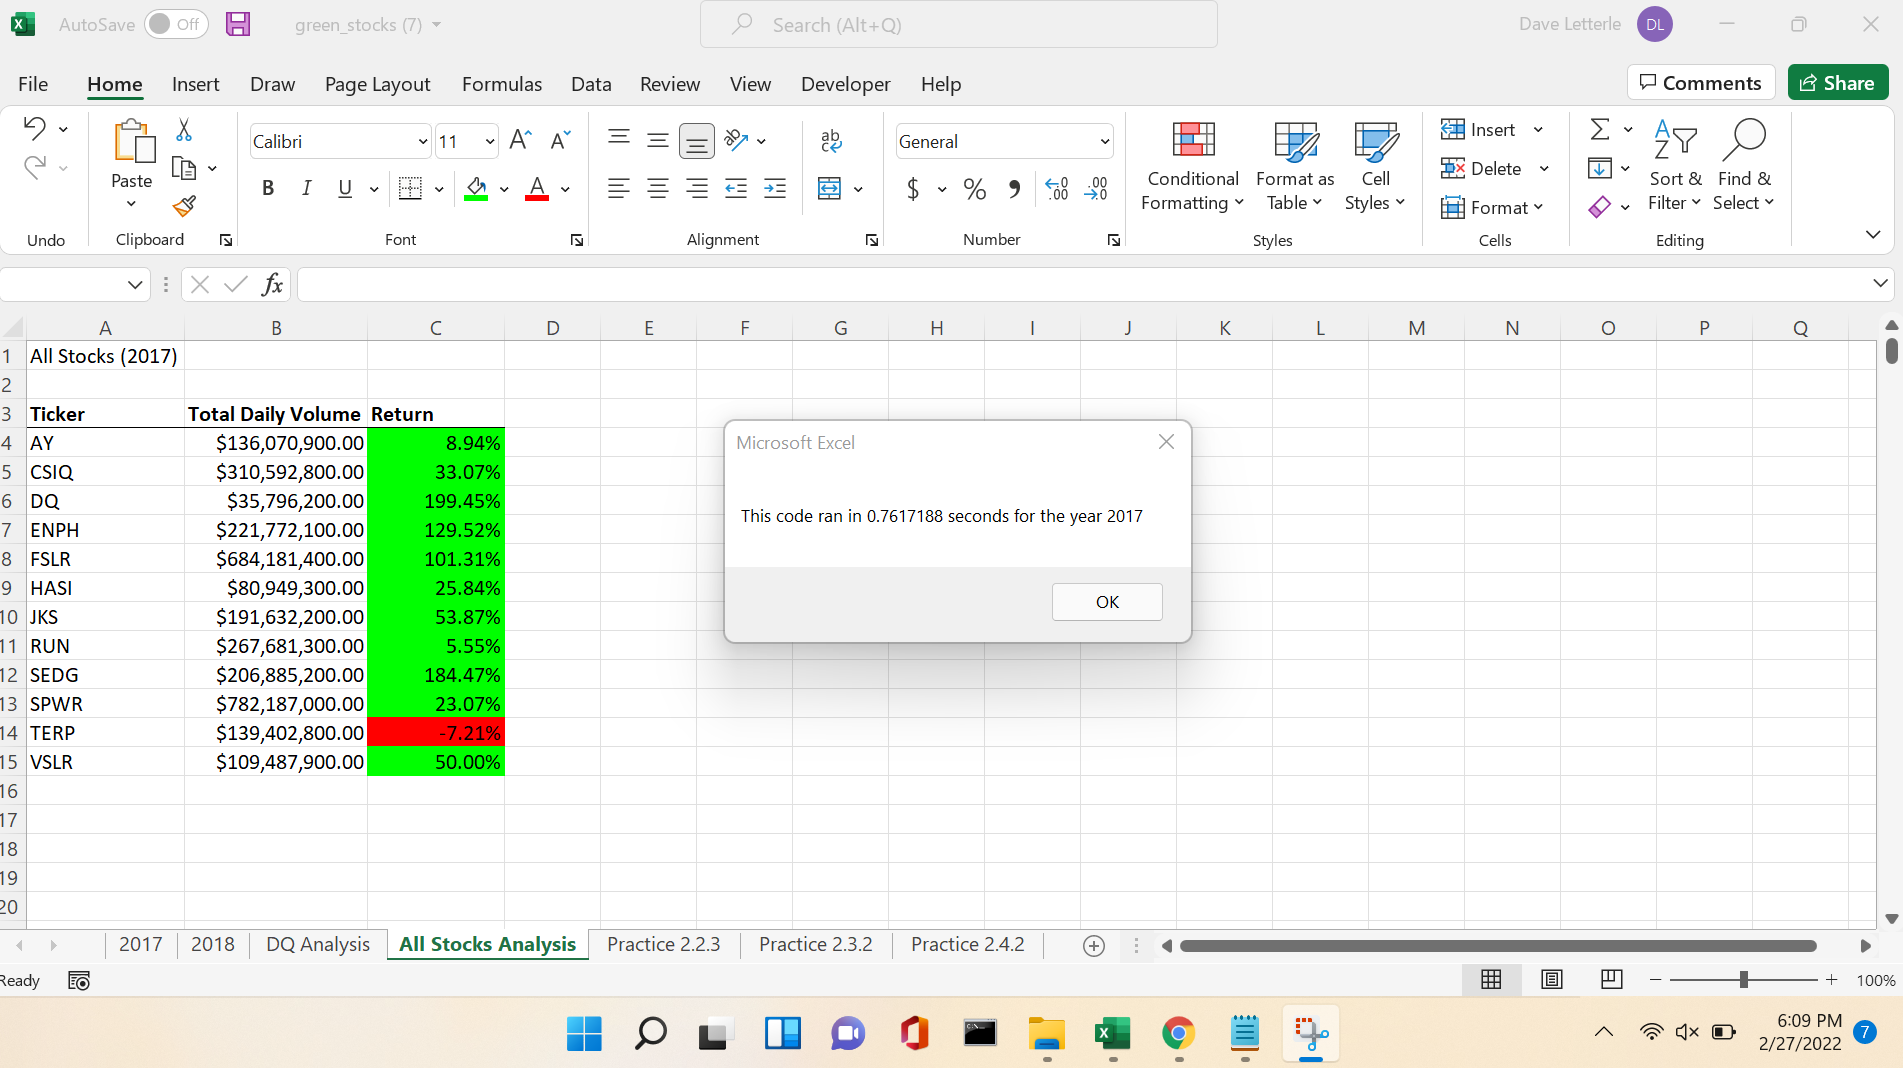 AutoSave Off green_stocks (7) Search (Alt+Q) Dave Letterle DL
File Home Insert Draw Page Layout Formulas Data Review View Developer Help Comments Share
Calibri 11 ab General Insert
Paste Conditional Formatting Format as Table Cell Styles Delete Sort & Filter Find & Select
B I U A $ % Format
Undo Clipboard Font Alignment Number Styles Cells Editing
fx
A B C D E F G H I J K L M N O P Q
1 All Stocks (2017)
2
3 Ticker Total Daily Volume Return
4 AY $136,070,900.00 8.94%
5 CSIQ $310,592,800.00 33.07%
6 DQ $35,796,200.00 199.45%
7 ENPH $221,772,100.00 129.52%
8 FSLR $684,181,400.00 101.31%
9 HASI $80,949,300.00 25.84%
10 JKS $191,632,200.00 53.87%
11 RUN $267,681,300.00 5.55%
12 SEDG $206,885,200.00 184.47%
13 SPWR $782,187,000.00 23.07%
14 TERP $139,402,800.00 -7.21%
15 VSLR $109,487,900.00 50.00%
16
17
18
19
20
Microsoft Excel
This code ran in 0.7617188 seconds for the year 2017
OK
2017 2018 DQ Analysis All Stocks Analysis Practice 2.2.3 Practice 2.3.2 Practice 2.4.2
Ready 100%
6:09 PM
2/27/2022 7